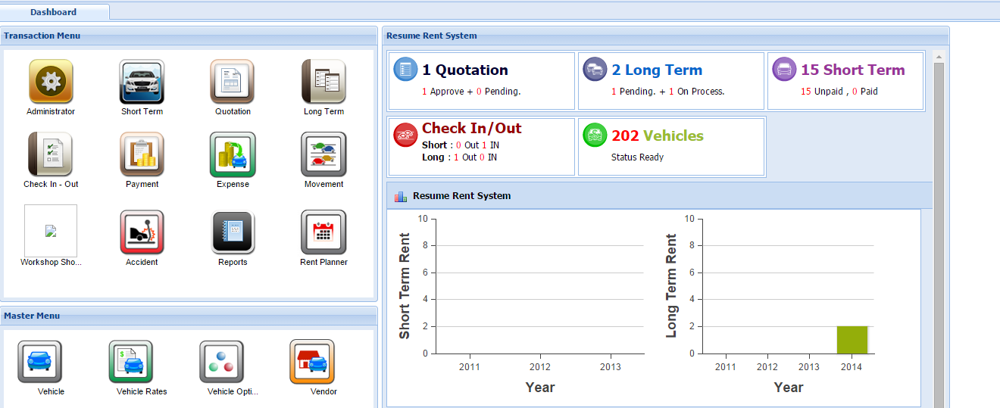 Dashboard
Transaction Menu
Administrator
Short Term
Quotation
Long Term
Check In - Out
Payment
Expense
Movement
Workshop Sho...
Accident
Reports
Rent Planner
Master Menu
Vehicle
Vehicle Rates
Vehicle Opti...
Vendor
Resume Rent System
1 Quotation
1 Approve + 0 Pending.
2 Long Term
1 Pending. + 1 On Process.
15 Short Term
15 Unpaid , 0 Paid
Check In/Out
Short : 0 Out 1 IN
Long : 1 Out 0 IN
202 Vehicles
Status Ready
Resume Rent System
Short Term Rent
10
8
6
4
2
0
2011 2012 2013
Year
Long Term Rent
10
8
6
4
2
0
2011 2012 2013 2014
Year